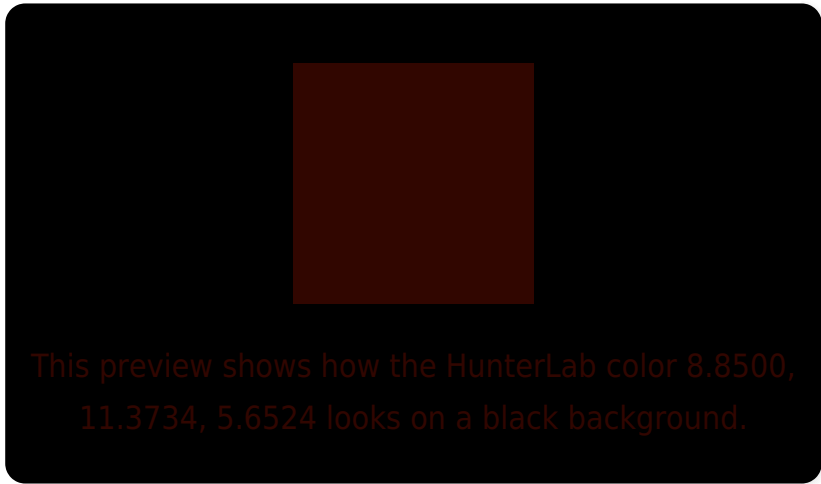 This preview shows how the HunterLab color 8.8500,
11.3734, 5.6524 looks on a black background.